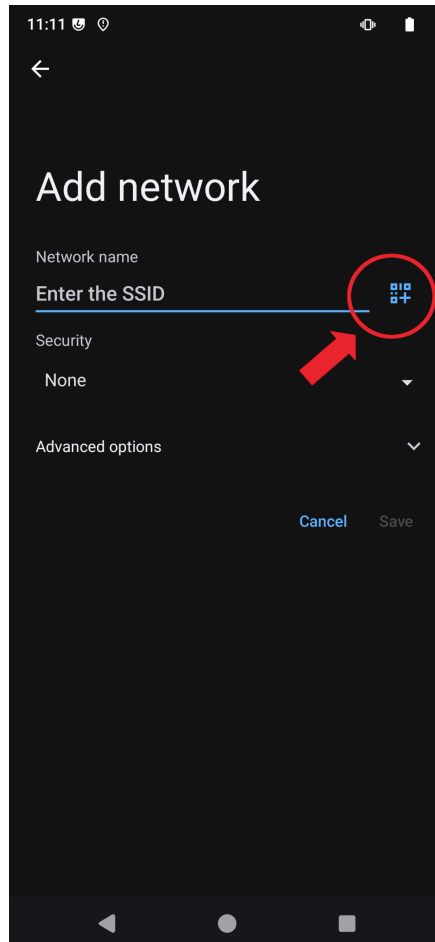 11:11
Add network
Network name
Enter the SSID
Security
None
Advanced options
Cancel Save